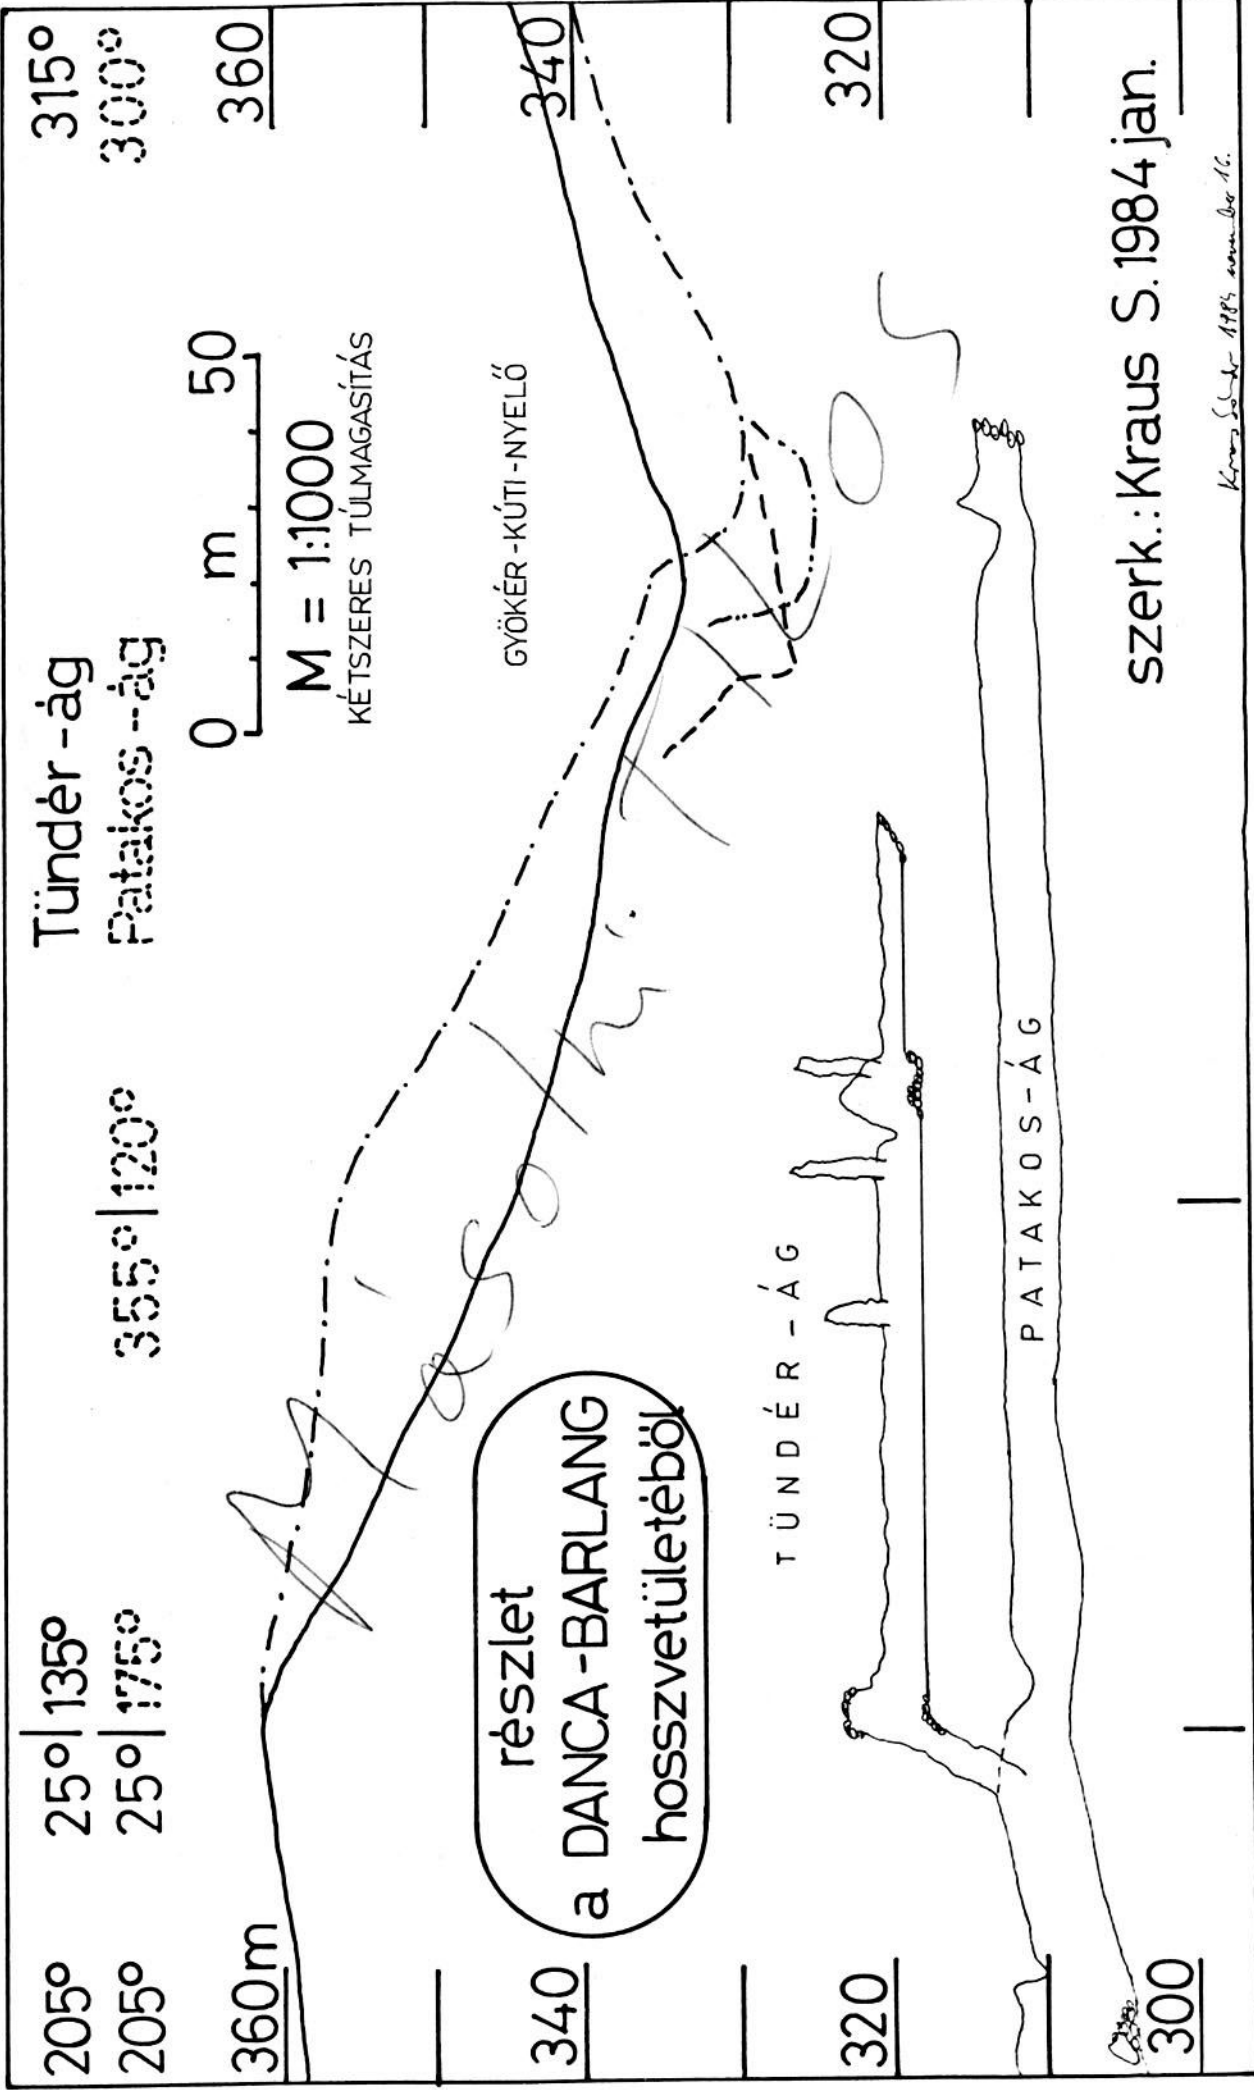 Tündér-ág
Patakos-ág
205° 25°|135° 315°
205° 25°|175° 355°|120° 300°
360m
340
320
300
360
340
320
0 m 50
M = 1:1000
KÉTSZERES TÚLMAGASÍTÁS
GYÖKÉR-KÚTI-NYELŐ
részlet
a DANCA-BARLANG
hosszvetületéből
TÜNDÉR-ÁG
PATAKOS-ÁG
szerk.: Kraus S. 1984 jan.